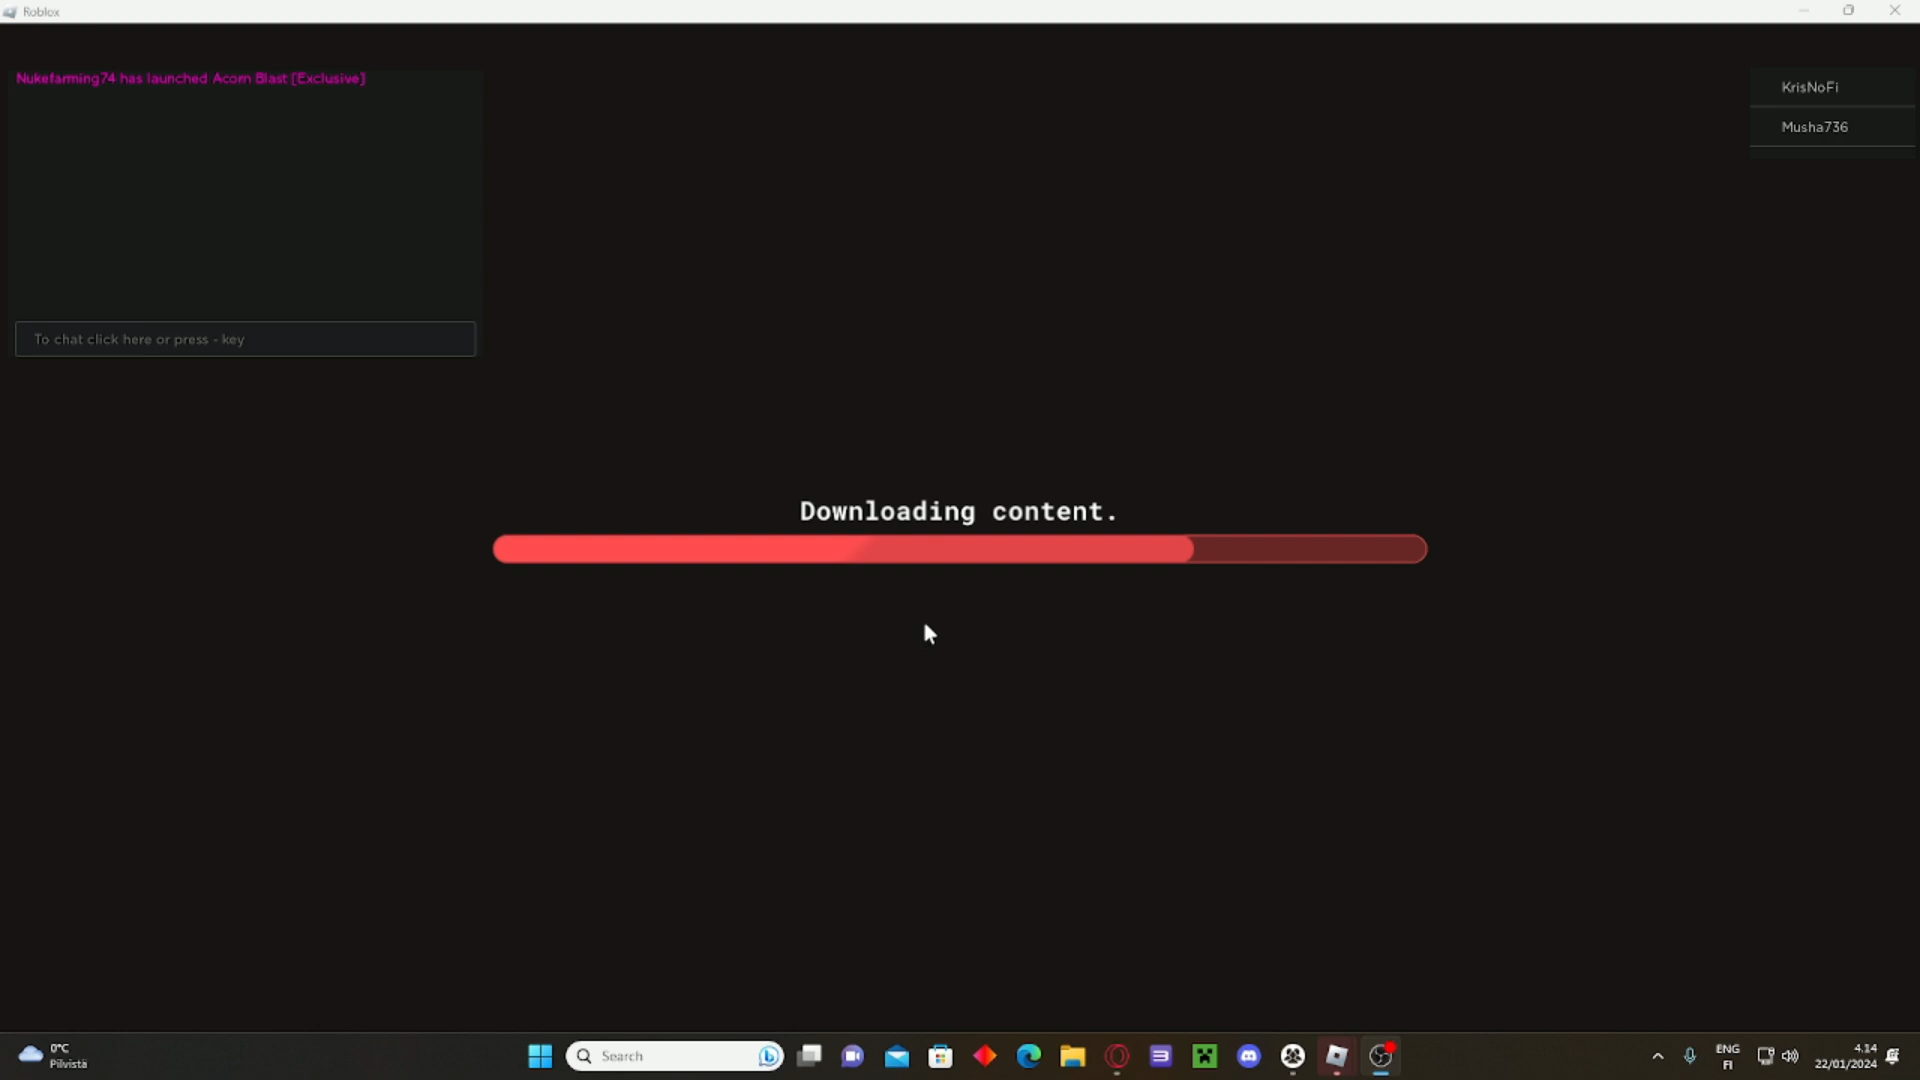 Roblox
Nukefarming74 has launched Acorn Blast [Exclusive]
KrisNoFi
Musha736
To chat click here or press - key
Downloading content.
0°C
Pilvistä
Search
ENG
FI
4.14
22/01/2024